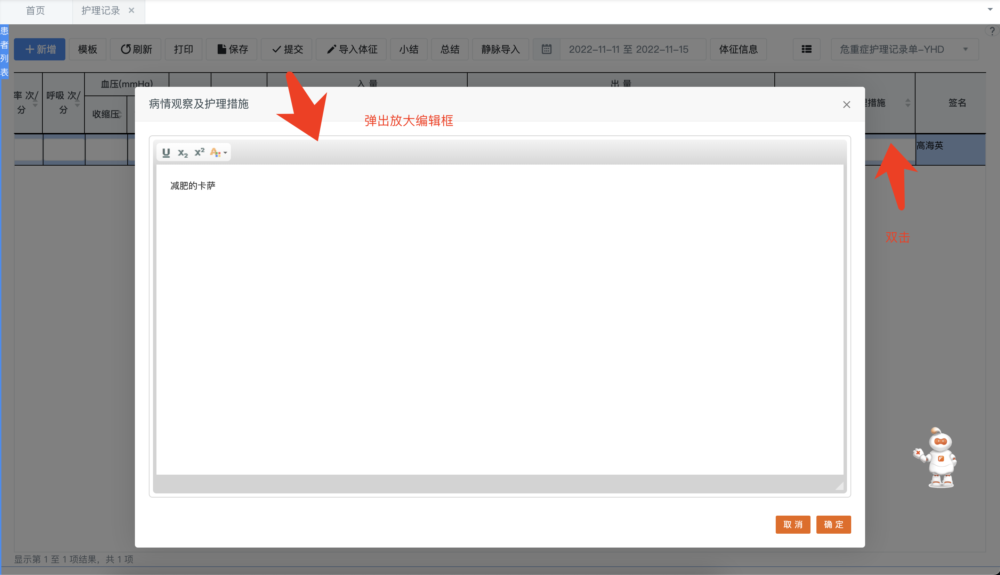 首页
护理记录
患者列表
新增
模板
刷新
打印
保存
提交
导入体征
小结
总结
静脉导入
2022-11-11 至 2022-11-15
体征信息
危重症护理记录单-YHD
?
率 次/分
呼吸 次/分
血压(mmHg)
收缩压
入 量
出 量
措施
签名
高海英
病情观察及护理措施
弹出放大编辑框
U x₂ x² A
减肥的卡萨
双击
F
取 消
确 定
显示第 1 至 1 项结果，共 1 项